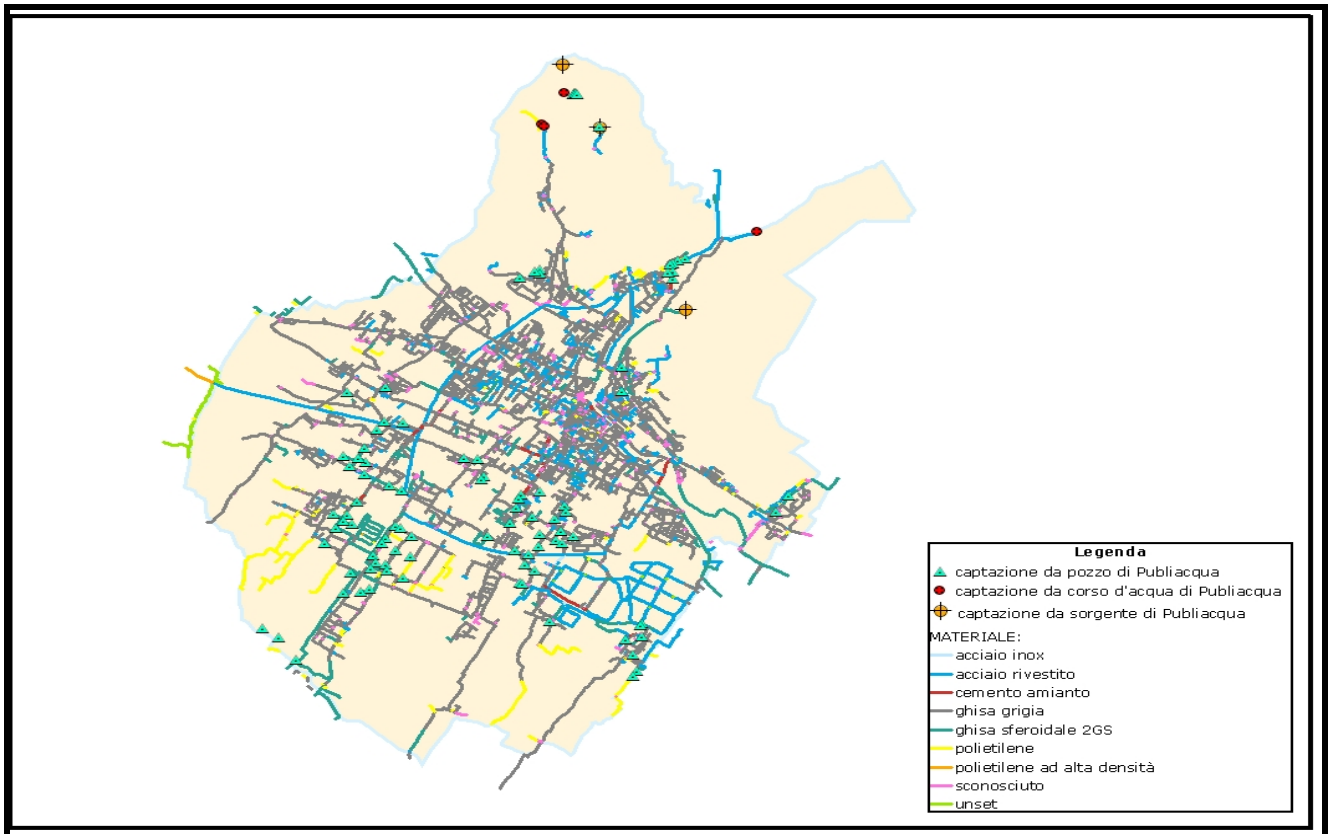 Legenda
captazione da pozzo di Publiacqua
captazione da corso d'acqua di Publiacqua
captazione da sorgente di Publiacqua
MATERIALE:
acciaio inox
acciaio rivestito
cemento amianto
ghisa grigia
ghisa sferoidale 2GS
polietilene
polietilene ad alta densità
sconosciuto
unset